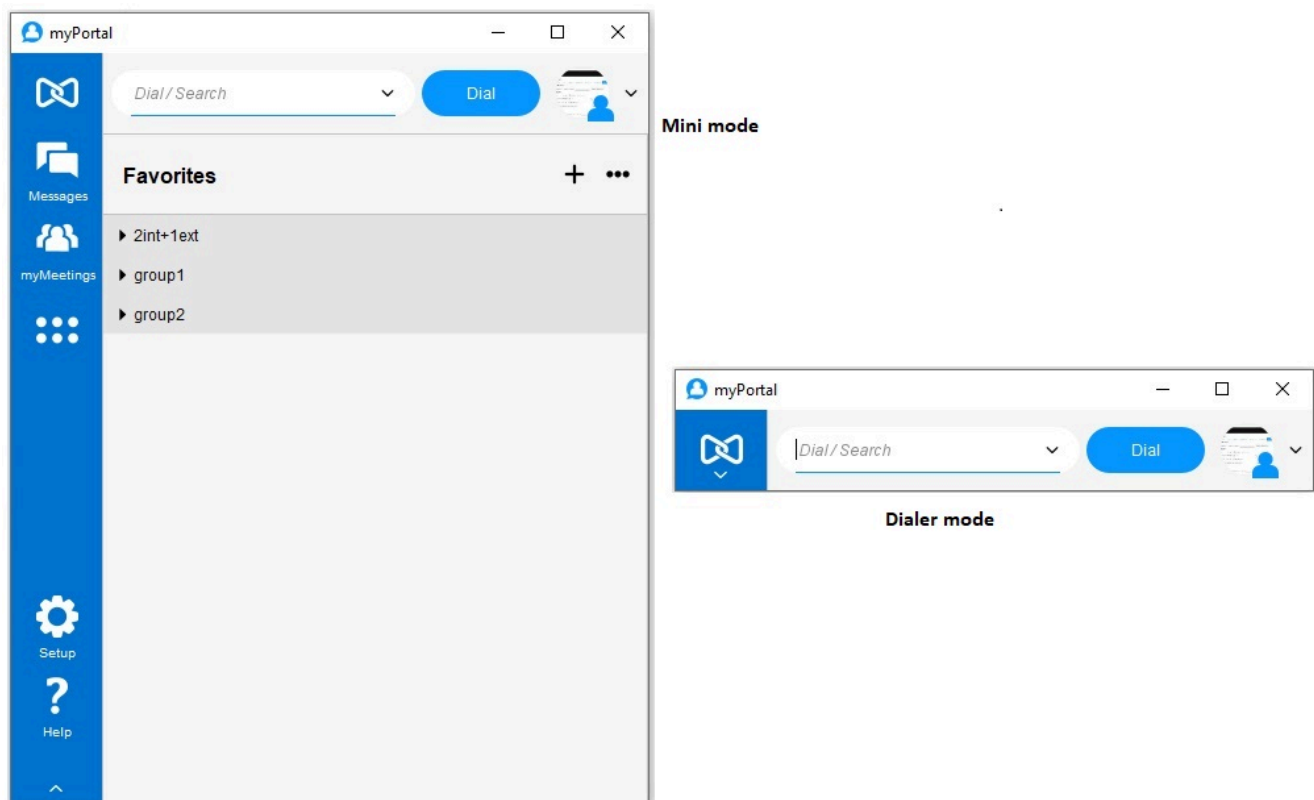 myPortal
Dial / Search
Dial
Mini mode
Favorites
Messages
2int+1ext
myMeetings
group1
group2
myPortal
Dial / Search
Dial
Dialer mode
Setup
?
Help